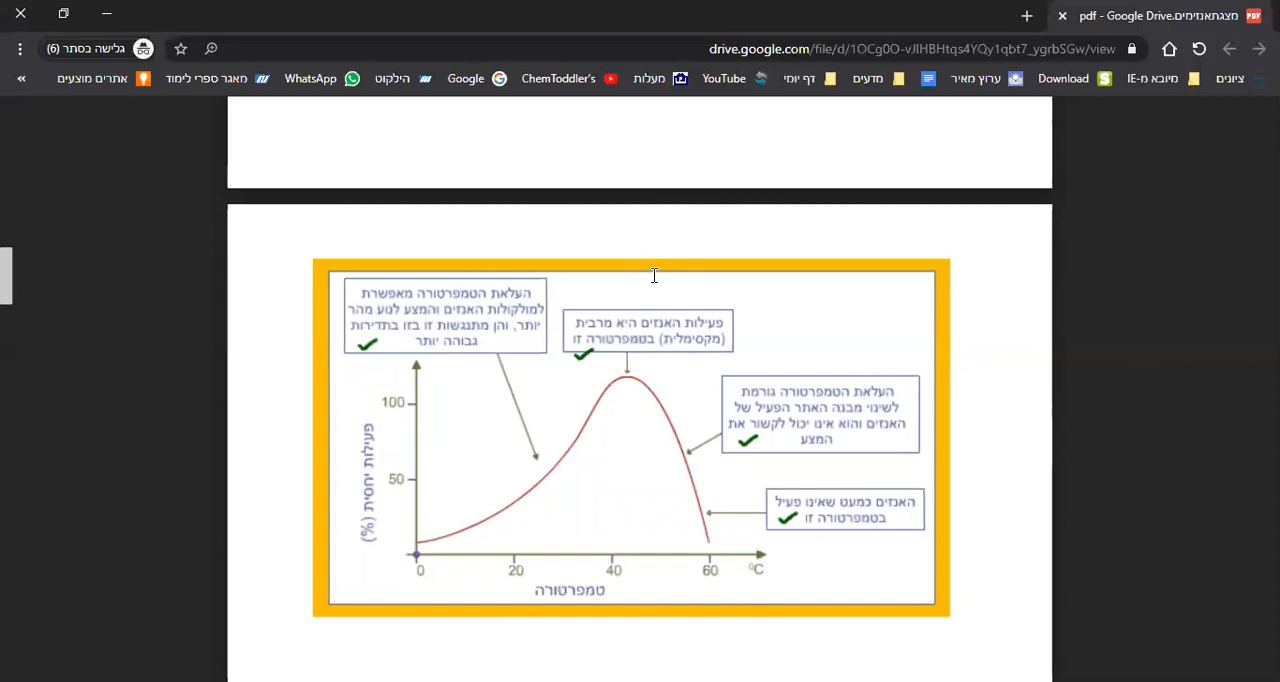 מצגתאנזימים.pdf - Google Drive
גלישה בסתר (6)
drive.google.com/file/d/1OCg0O-vJlHBHtqs4YQy1qbt7_ygrbSGw/view
ציונים
מיובא מ-IE
Download
ערוץ מאיר
מדעים
דף יומי
YouTube
מעלות
ChemToddler's
Google
הילקוט
WhatsApp
מאגר ספרי לימוד
אתרים מוצעים
«
העלאת הטמפרטורה מאפשרת
למולקולות האנזים והמצע לנוע מהר
יותר, והן מתנגשות זו בזו בתדירות
גבוהה יותר
פעילות האנזים היא מרבית
(מקסימלית) בטמפרטורה זו
העלאת הטמפרטורה גורמת
לשינוי מבנה האתר הפעיל של
האנזים והוא אינו יכול לקשור את
המצע
האנזים כמעט שאינו פעיל
בטמפרטורה זו
פעילות יחסית (%)
100
50
0 20 40 60 °C
טמפרטורה